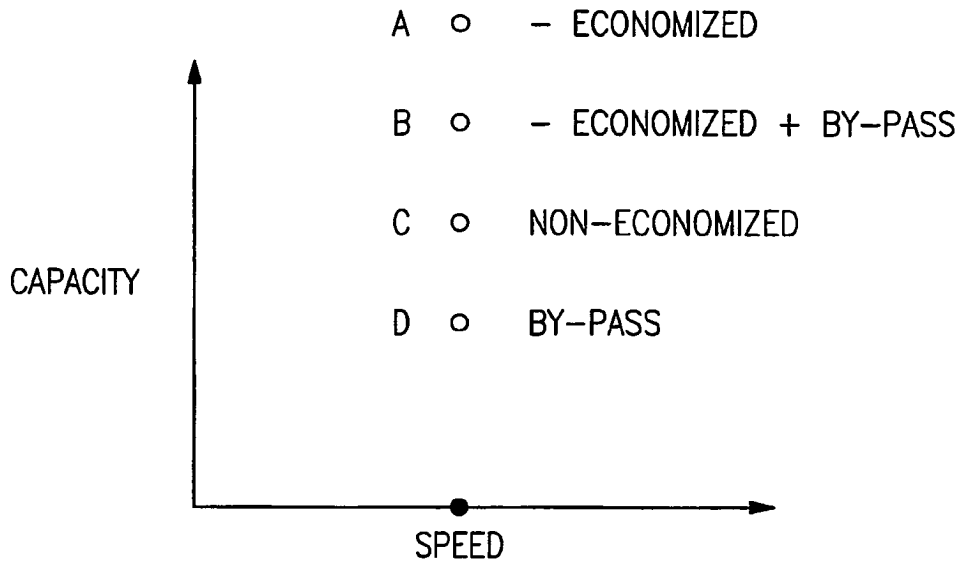 A – ECONOMIZED
B – ECONOMIZED + BY–PASS
C NON–ECONOMIZED
CAPACITY
D BY–PASS
SPEED